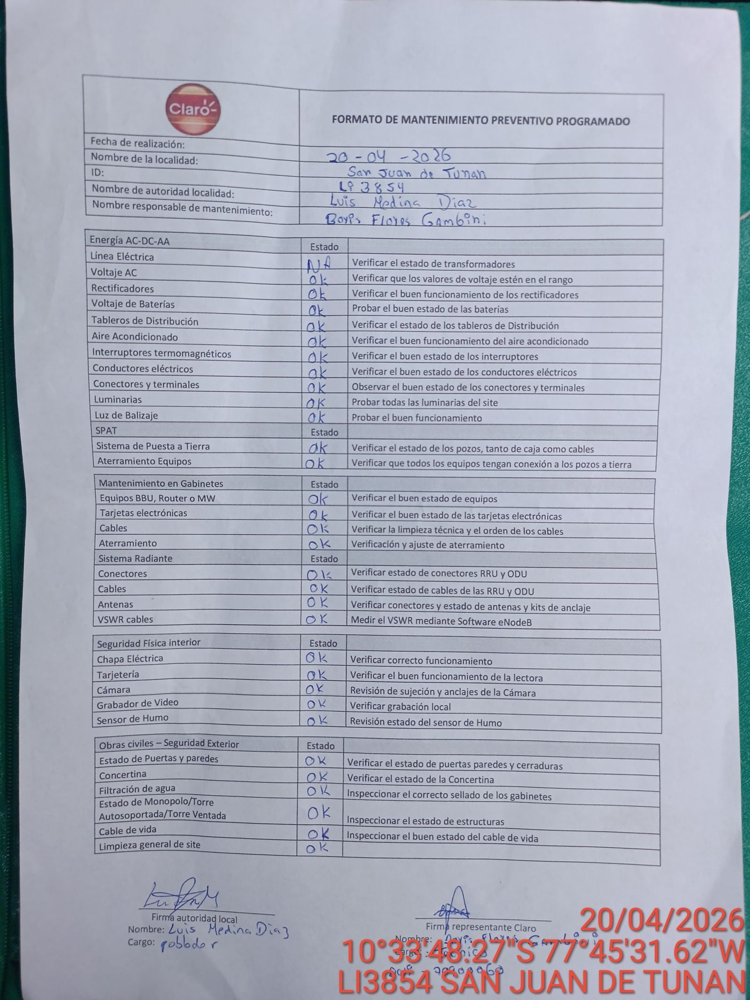 Claro-
FORMATO DE MANTENIMIENTO PREVENTIVO PROGRAMADO
Fecha de realización: 20-04-2026
Nombre de la localidad: San Juan de Tunan
ID: LI 3854
Nombre de autoridad localidad: Luis Medina Diaz
Nombre responsable de mantenimiento: Boris Flores Gambini
Energía AC-DC-AA Estado
Línea Eléctrica NA Verificar el estado de transformadores
Voltaje AC Ok Verificar que los valores de voltaje estén en el rango
Rectificadores Ok Verificar el buen funcionamiento de los rectificadores
Voltaje de Baterías Ok Probar el buen estado de las baterías
Tableros de Distribución OK Verificar el estado de los tableros de Distribución
Aire Acondicionado OK Verificar el buen funcionamiento del aire acondicionado
Interruptores termomagnéticos OK Verificar el buen estado de los interruptores
Conductores eléctricos OK Verificar el buen estado de los conductores eléctricos
Conectores y terminales OK Observar el buen estado de los conectores y terminales
Luminarias OK Probar todas las luminarias del site
Luz de Balizaje OK Probar el buen funcionamiento
SPAT Estado
Sistema de Puesta a Tierra OK Verificar el estado de los pozos, tanto de caja como cables
Aterramiento Equipos OK Verificar que todos los equipos tengan conexión a los pozos a tierra
Mantenimiento en Gabinetes Estado
Equipos BBU, Router o MW OK Verificar el buen estado de equipos
Tarjetas electrónicas OK Verificar el buen estado de las tarjetas electrónicas
Cables OK Verificar la limpieza técnica y el orden de los cables
Aterramiento OK Verificación y ajuste de aterramiento
Sistema Radiante Estado
Conectores OK Verificar estado de conectores RRU y ODU
Cables OK Verificar estado de cables de las RRU y ODU
Antenas OK Verificar conectores y estado de antenas y kits de anclaje
VSWR cables OK Medir el VSWR mediante Software eNodeB
Seguridad Física interior Estado
Chapa Eléctrica OK Verificar correcto funcionamiento
Tarjetería OK Verificar el buen funcionamiento de la lectora
Cámara OK Revisión de sujeción y anclajes de la Cámara
Grabador de Video OK Verificar grabación local
Sensor de Humo OK Revisión estado del sensor de Humo
Obras civiles – Seguridad Exterior Estado
Estado de Puertas y paredes OK Verificar el estado de puertas paredes y cerraduras
Concertina OK Verificar el estado de la Concertina
Filtración de agua OK Inspeccionar el correcto sellado de los gabinetes
Estado de Monopolo/Torre
Autosoportada/Torre Ventada OK Inspeccionar el estado de estructuras
Cable de vida OK Inspeccionar el buen estado del cable de vida
Limpieza general de site OK
Firma autoridad local
Nombre: Luis Medina Diaz
Cargo: poblador
Firma representante Claro
Nombre: Boris Flores Gambini
Cargo: Tecnico
20/04/2026
10°33'48.27"S 77°45'31.62"W
LI3854 SAN JUAN DE TUNAN